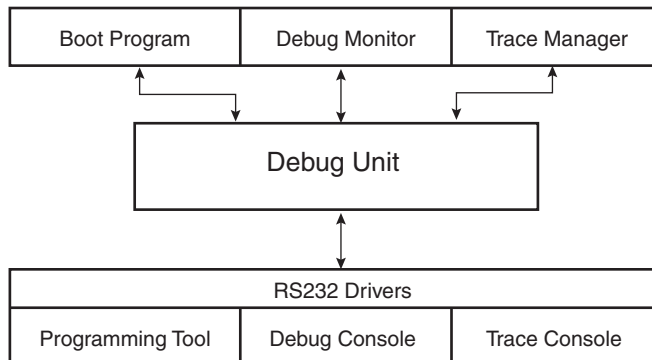 Boot Program
Debug Monitor
Trace Manager
Debug Unit
RS232 Drivers
Programming Tool
Debug Console
Trace Console